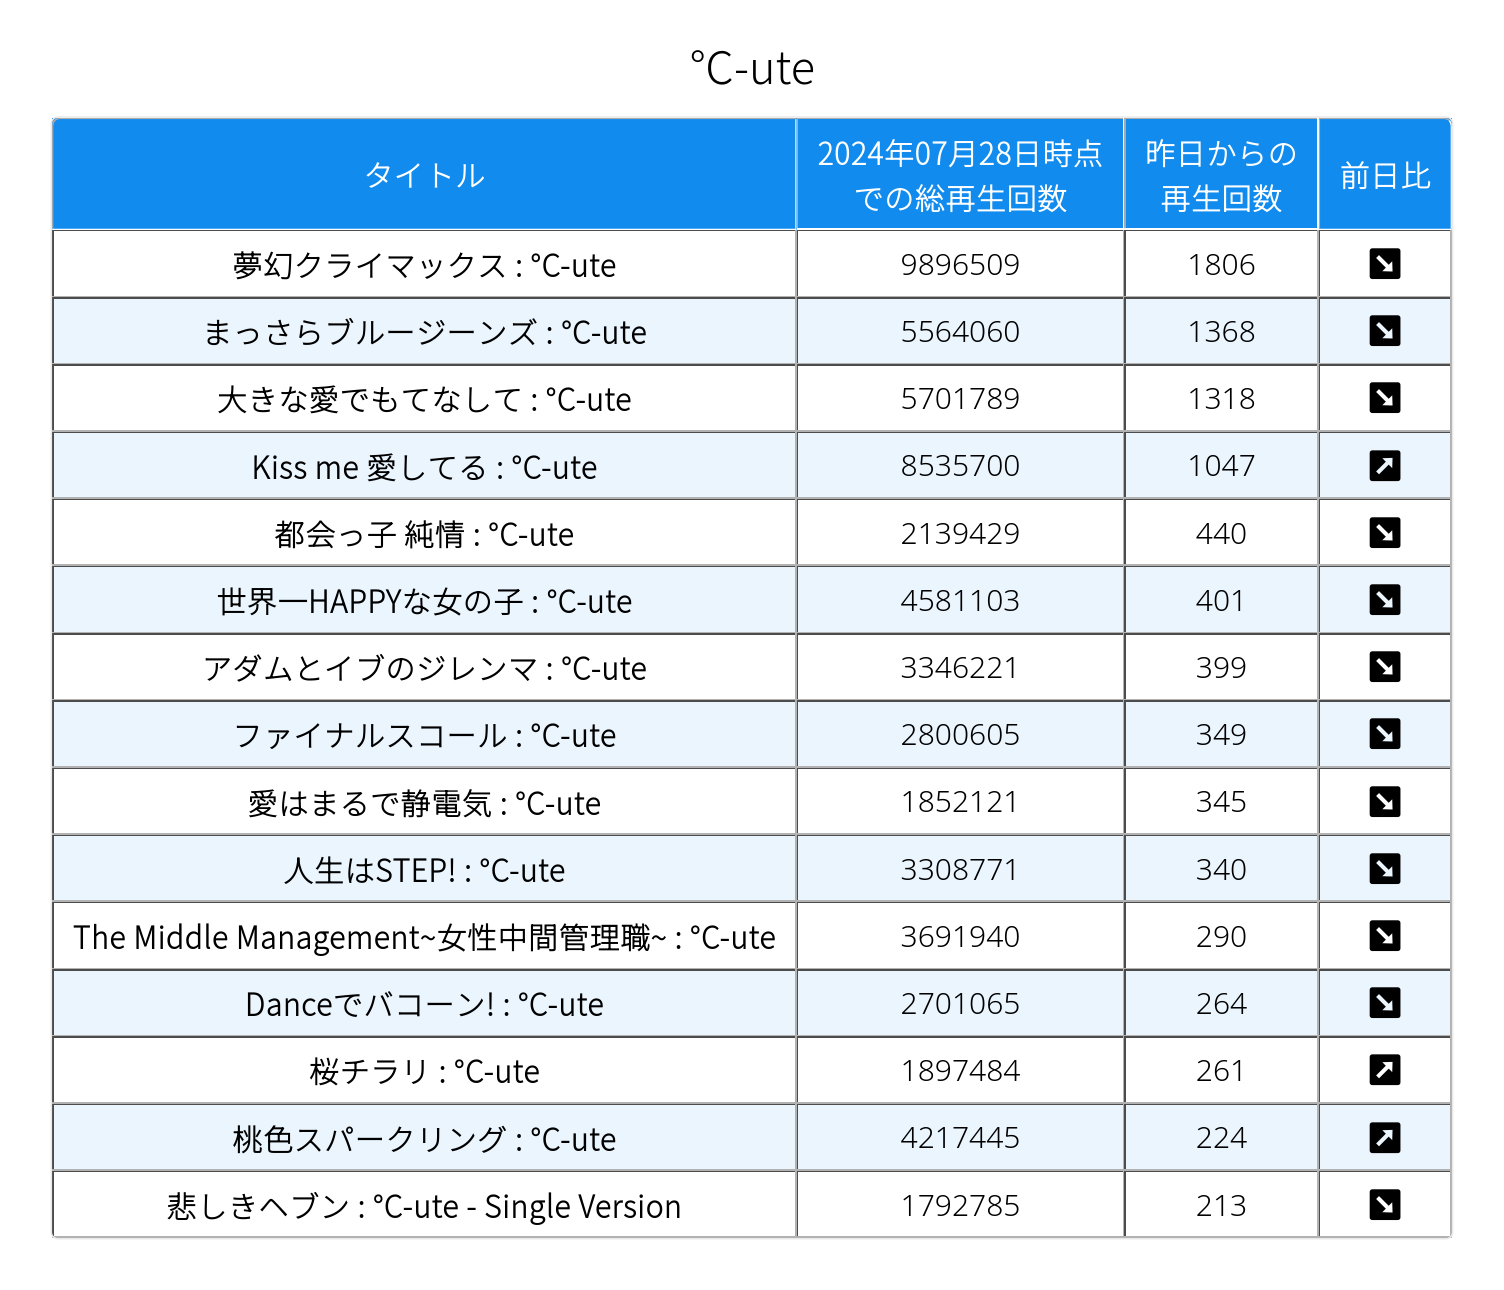 ℃-ute
タイトル
2024年07月28日時点
での総再生回数
昨日からの
再生回数
前日比
夢幻クライマックス : ℃-ute 9896509 1806 ↘
まっさらブルージーンズ : ℃-ute 5564060 1368 ↘
大きな愛でもてなして : ℃-ute 5701789 1318 ↘
Kiss me 愛してる : ℃-ute 8535700 1047 ↗
都会っ子 純情 : ℃-ute 2139429 440 ↘
世界一HAPPYな女の子 : ℃-ute 4581103 401 ↘
アダムとイブのジレンマ : ℃-ute 3346221 399 ↘
ファイナルスコール : ℃-ute 2800605 349 ↘
愛はまるで静電気 : ℃-ute 1852121 345 ↘
人生はSTEP! : ℃-ute 3308771 340 ↘
The Middle Management~女性中間管理職~ : ℃-ute 3691940 290 ↘
Danceでバコーン! : ℃-ute 2701065 264 ↘
桜チラリ : ℃-ute 1897484 261 ↗
桃色スパークリング : ℃-ute 4217445 224 ↗
悲しきヘブン : ℃-ute - Single Version 1792785 213 ↘